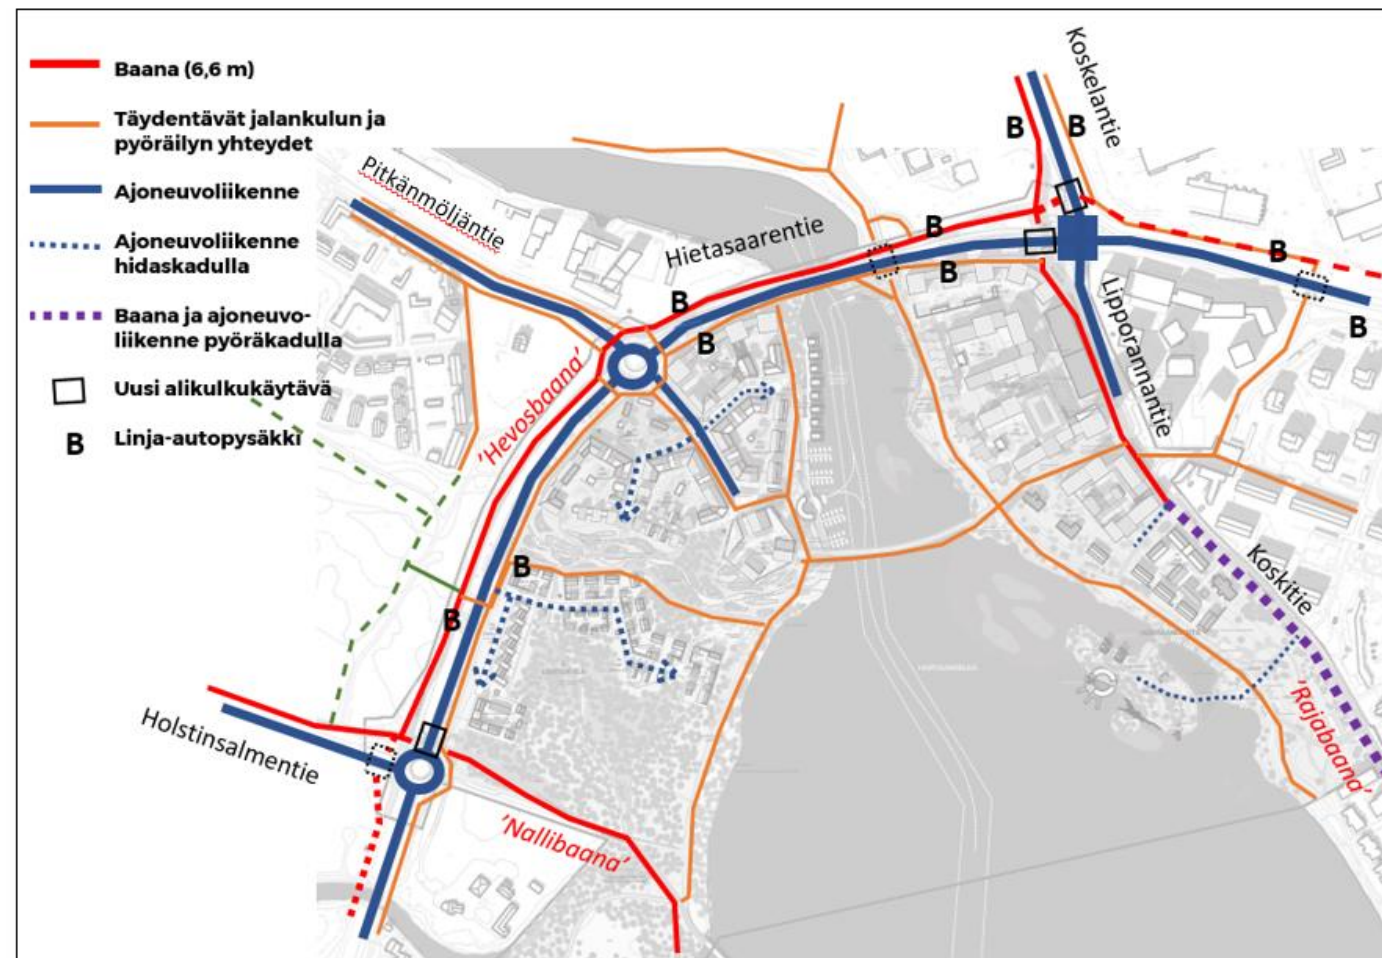 Baana (6,6 m)
Täydentävät jalankulun ja
pyöräilyn yhteydet
Ajoneuvoliikenne
Ajoneuvoliikenne
hidaskadulla
Baana ja ajoneuvo-
liikenne pyöräkadulla
Uusi alikulkukäytävä
B Linja-autopysäkki
Koskelantie
B
B
Pitkänmöljäntie
Hietasaarentie
B
B
B
B
B
B
Lipporannantie
'Hevosbaana'
B
B
Koskitie
'Rajabaana'
Holstinsalmentie
'Nallibaana'